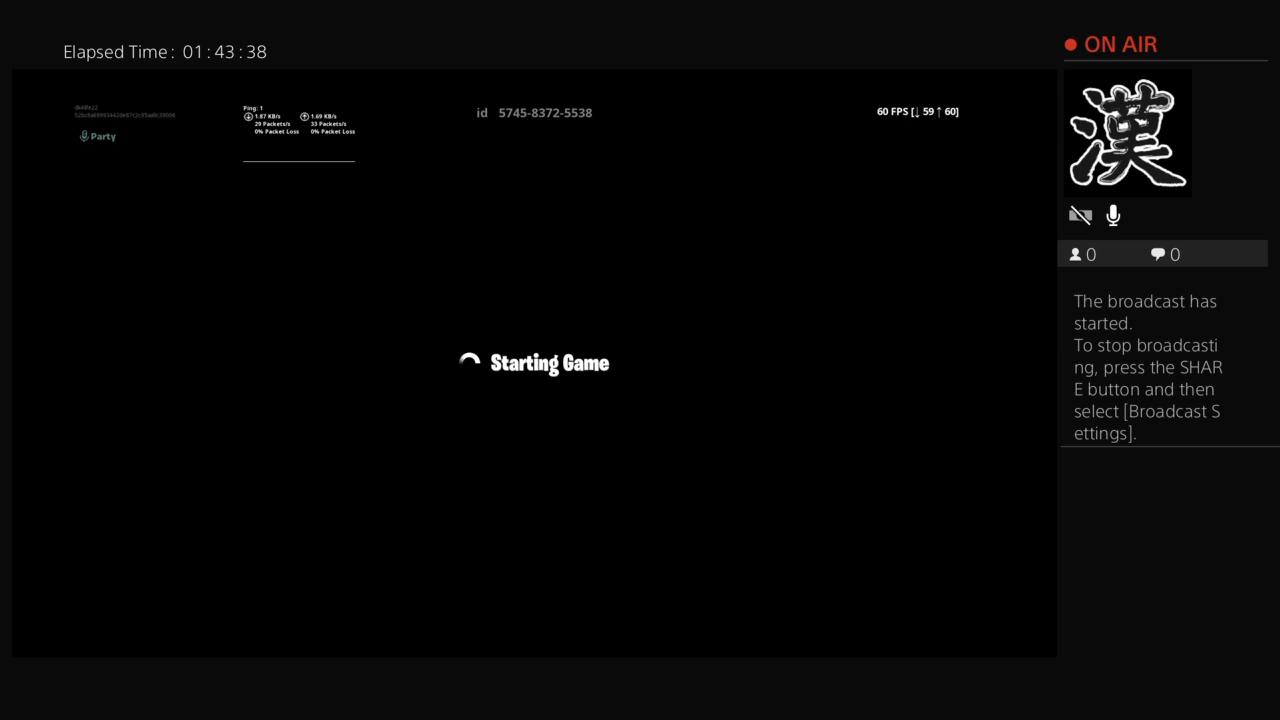 Elapsed Time: 01:43:38
ON AIR
Ping: 1
1.87 KB/s 1.69 KB/s
29 Packets/s 33 Packets/s
0% Packet Loss 0% Packet Loss
id 5745-8372-5538
60 FPS [↓ 59 ↑ 60]
Party
漢
0 0
The broadcast has
started.
To stop broadcasti
ng, press the SHAR
E button and then
select [Broadcast S
ettings].
Starting Game